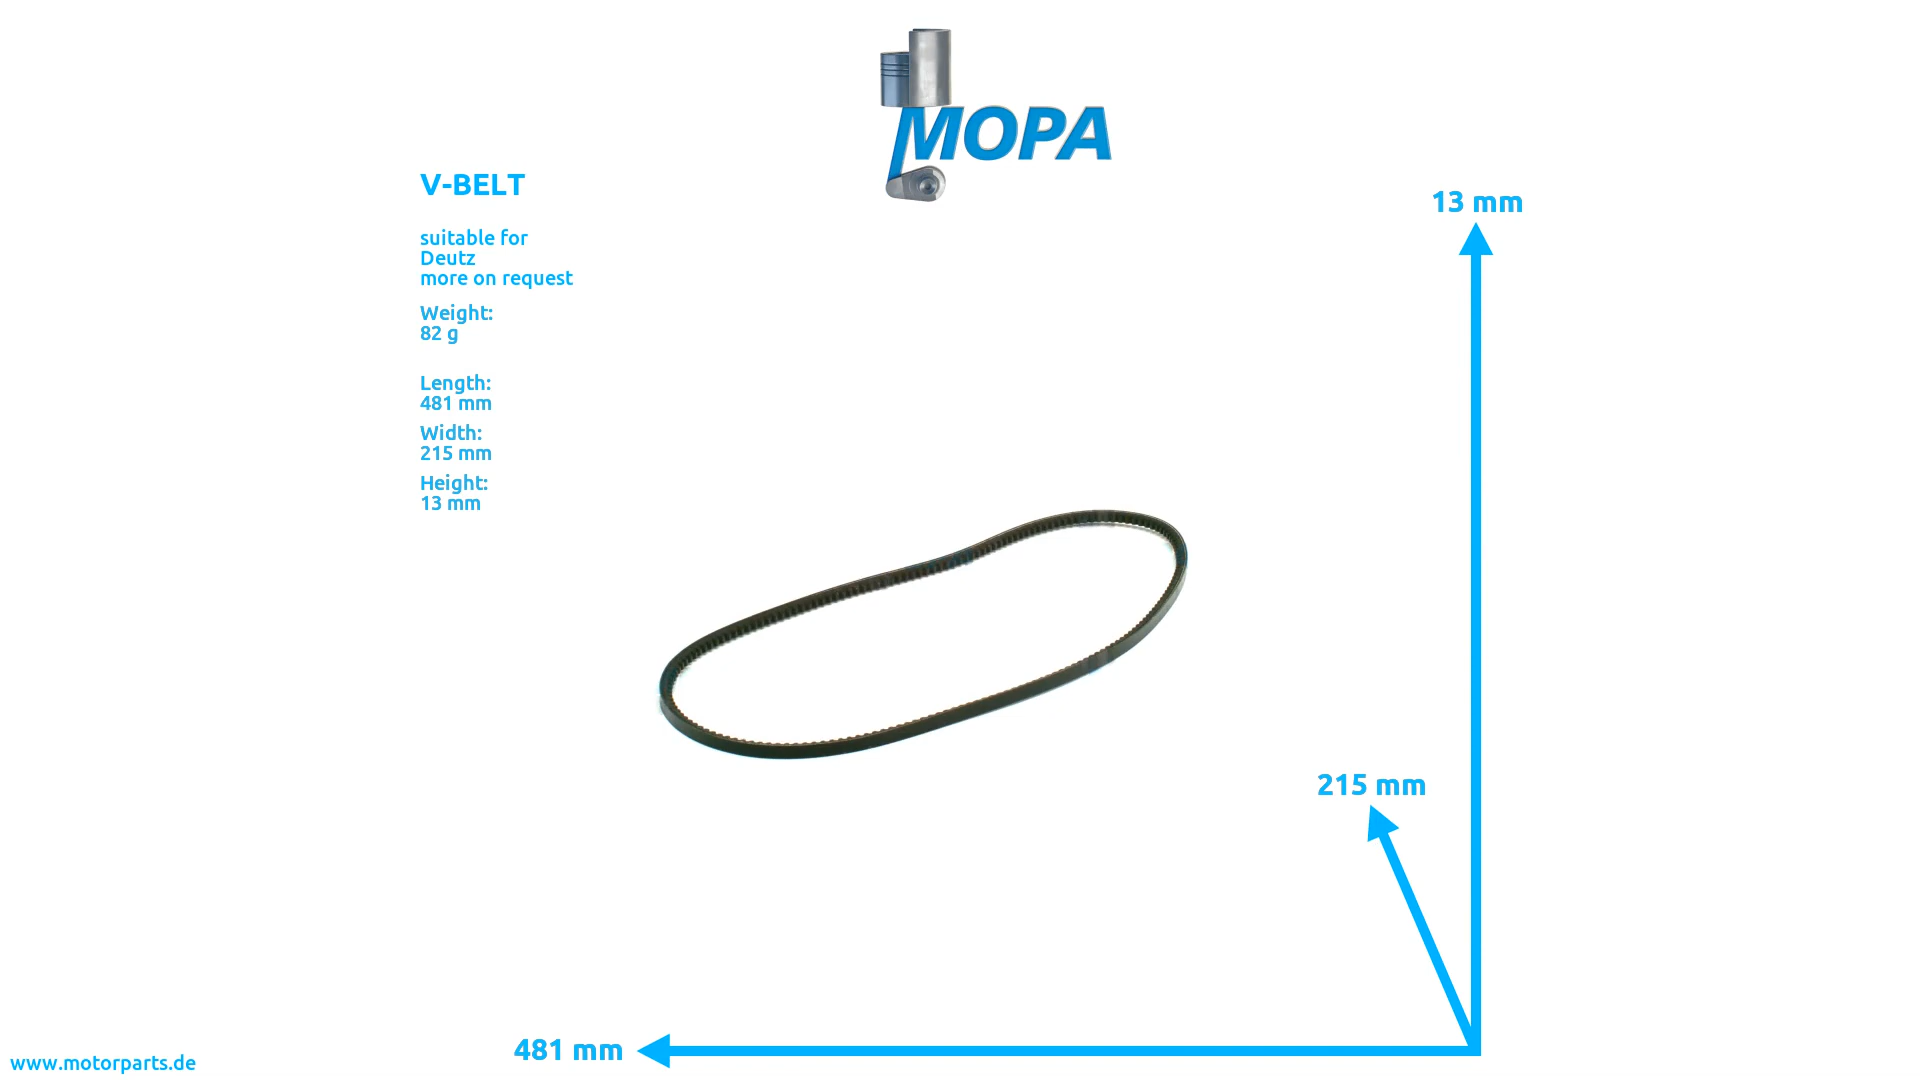 MOPA
V-BELT
suitable for
Deutz
more on request
Weight:
82 g
Length:
481 mm
Width:
215 mm
Height:
13 mm
13 mm
215 mm
481 mm
www.motorparts.de